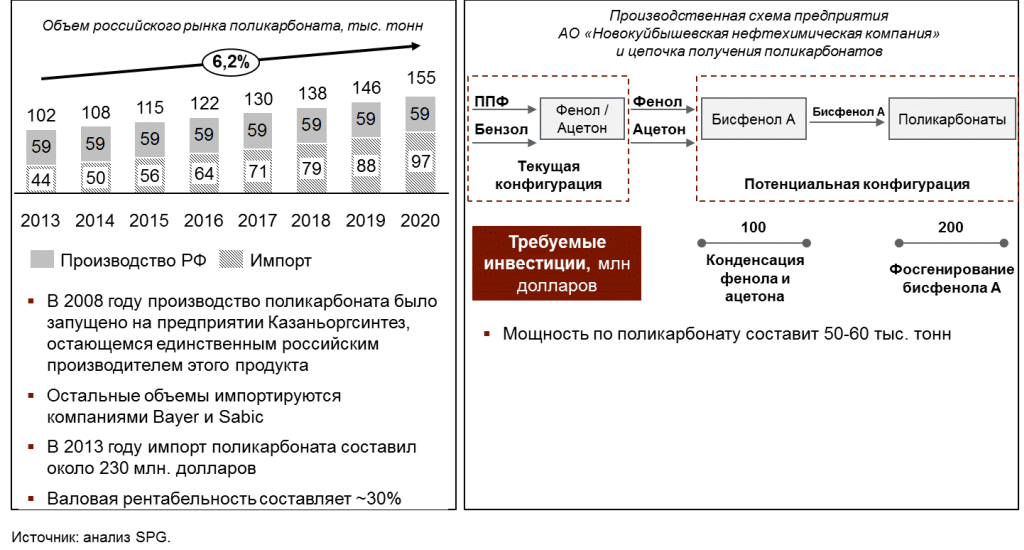 Объем российского рынка поликарбоната, тыс. тонн
6,2%
102 108 115 122 130 138 146 155
59 59 59 59 59 59 59 59
44 50 56 64 71 79 88 97
2013 2014 2015 2016 2017 2018 2019 2020
Производство РФ Импорт
В 2008 году производство поликарбоната было
запущено на предприятии Казаньоргсинтез,
остающемся единственным российским
производителем этого продукта
Остальные объемы импортируются
компаниями Bayer и Sabic
В 2013 году импорт поликарбоната составил
около 230 млн. долларов
Валовая рентабельность составляет ~30%
Производственная схема предприятия
АО «Новокуйбышевская нефтехимическая компания»
и цепочка получения поликарбонатов
ППФ
Бензол
Фенол /
Ацетон
Фенол
Ацетон
Бисфенол А
Бисфенол А
Поликарбонаты
Текущая
конфигурация
Потенциальная конфигурация
Требуемые
инвестиции, млн
долларов
100
Конденсация
фенола и
ацетона
200
Фосгенирование
бисфенола А
Мощность по поликарбонату составит 50-60 тыс. тонн
Источник: анализ SPG.